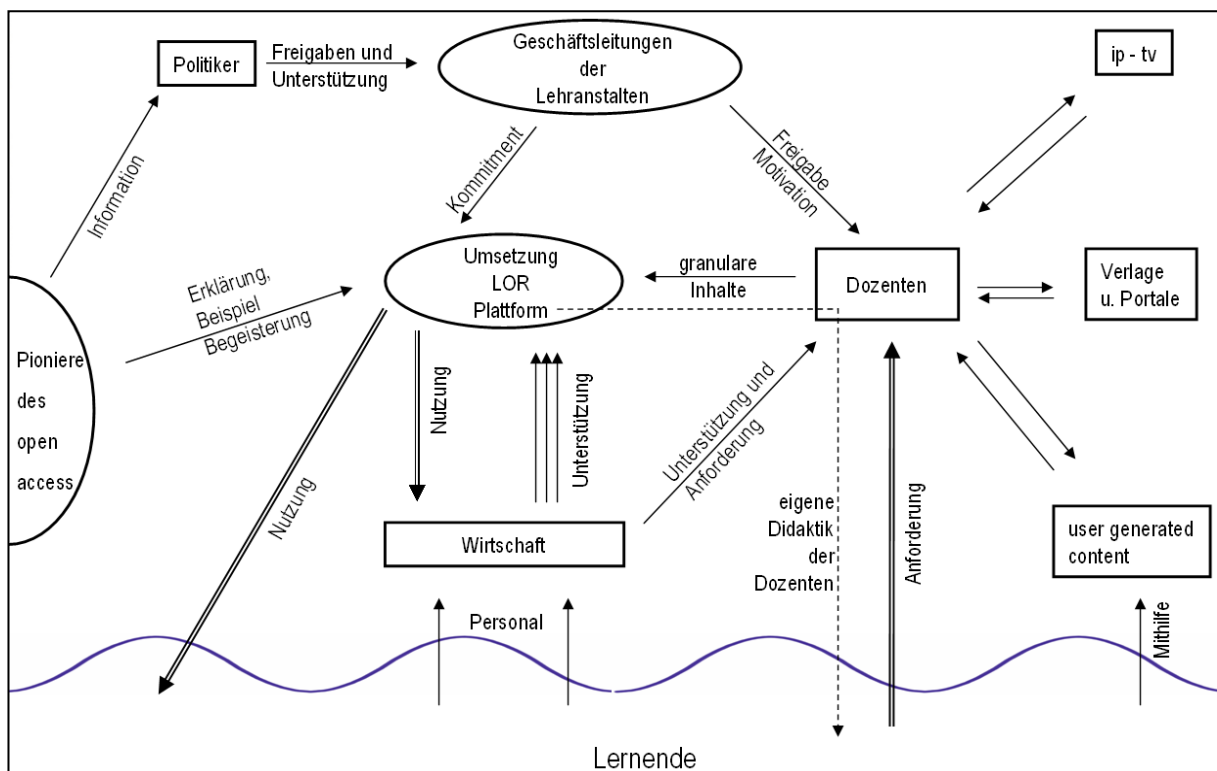 Politiker
Freigaben und
Unterstützung
Geschäftsleitungen
der
Lehranstalten
ip - tv
Information
Kommitment
Freigabe
Motivation
Erklärung,
Beispiel
Begeisterung
Umsetzung
LOR
Plattform
granulare
Inhalte
Dozenten
Verlage
u. Portale
Pioniere
des
open
access
Nutzung
Nutzung
Unterstützung
Unterstützung und
Anforderung
eigene
Didaktik
der
Dozenten
Anforderung
user generated
content
Wirtschaft
Personal
Mithilfe
Lernende